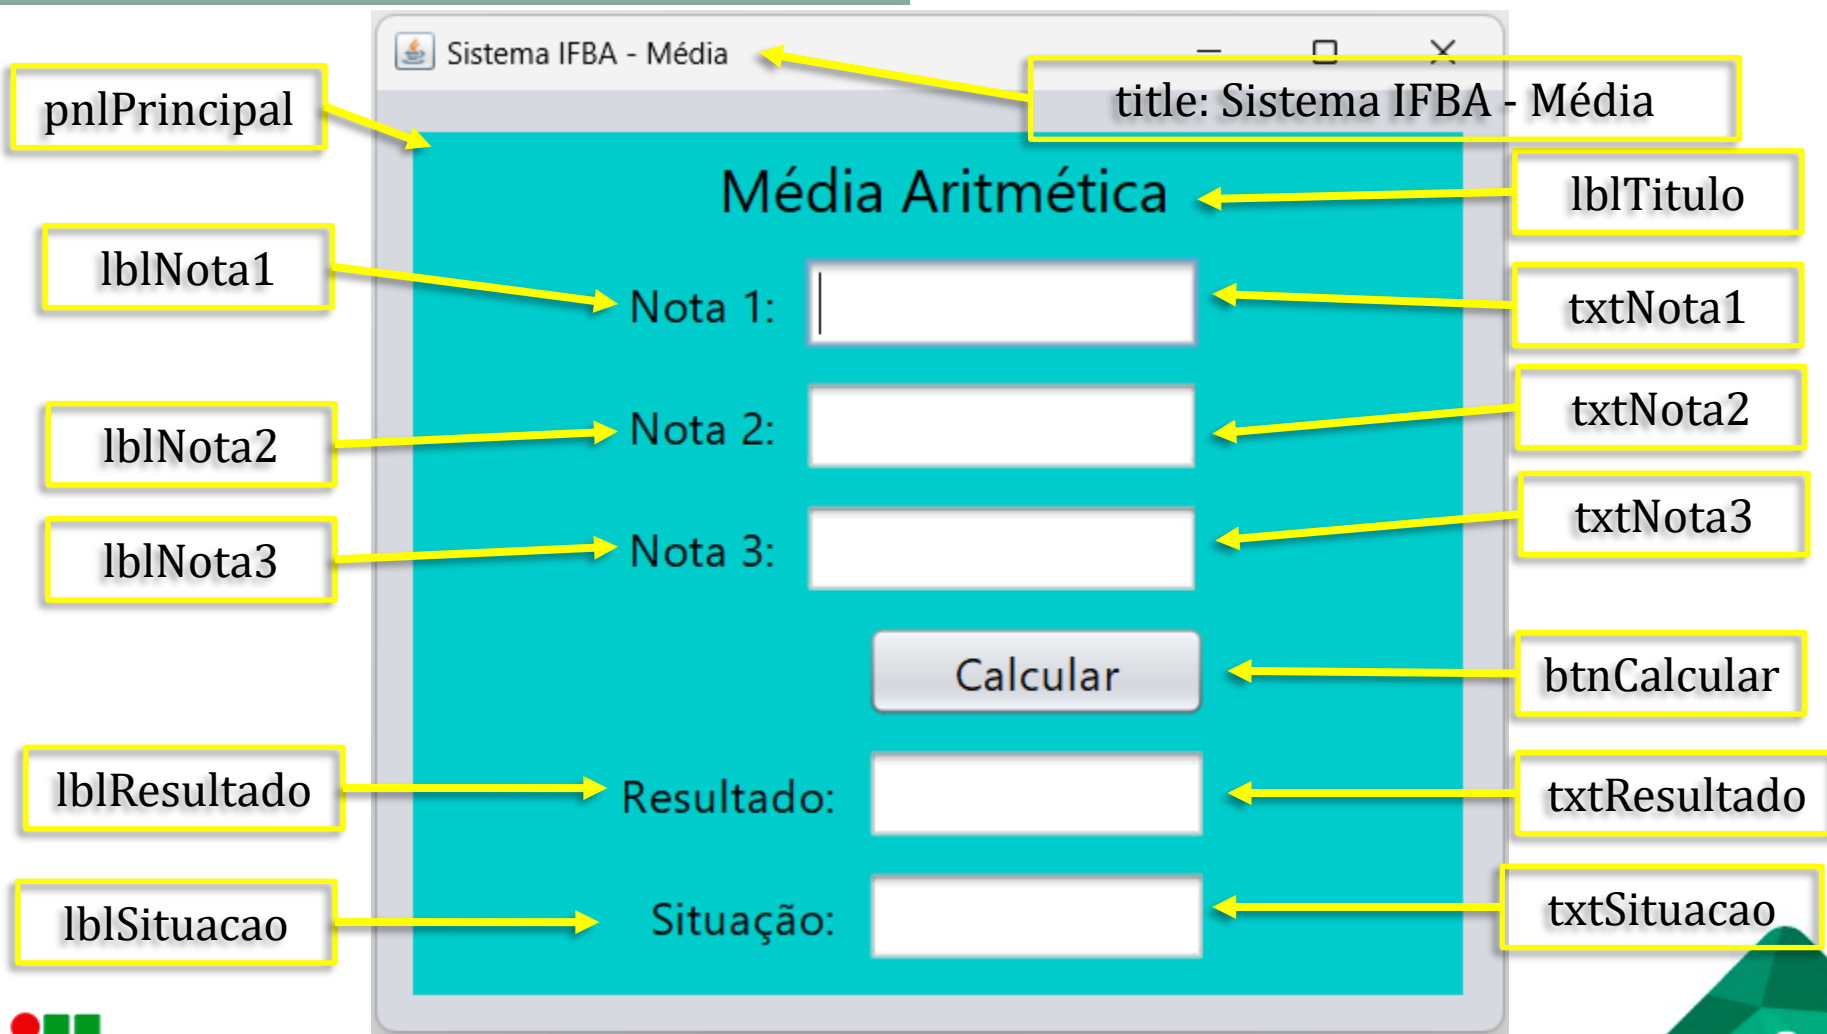 Sistema IFBA - Média
title: Sistema IFBA - Média
pnlPrincipal
Média Aritmética
lblTitulo
lblNota1
Nota 1:
txtNota1
lblNota2
Nota 2:
txtNota2
lblNota3
Nota 3:
txtNota3
Calcular
btnCalcular
lblResultado
Resultado:
txtResultado
lblSituacao
Situação:
txtSituacao